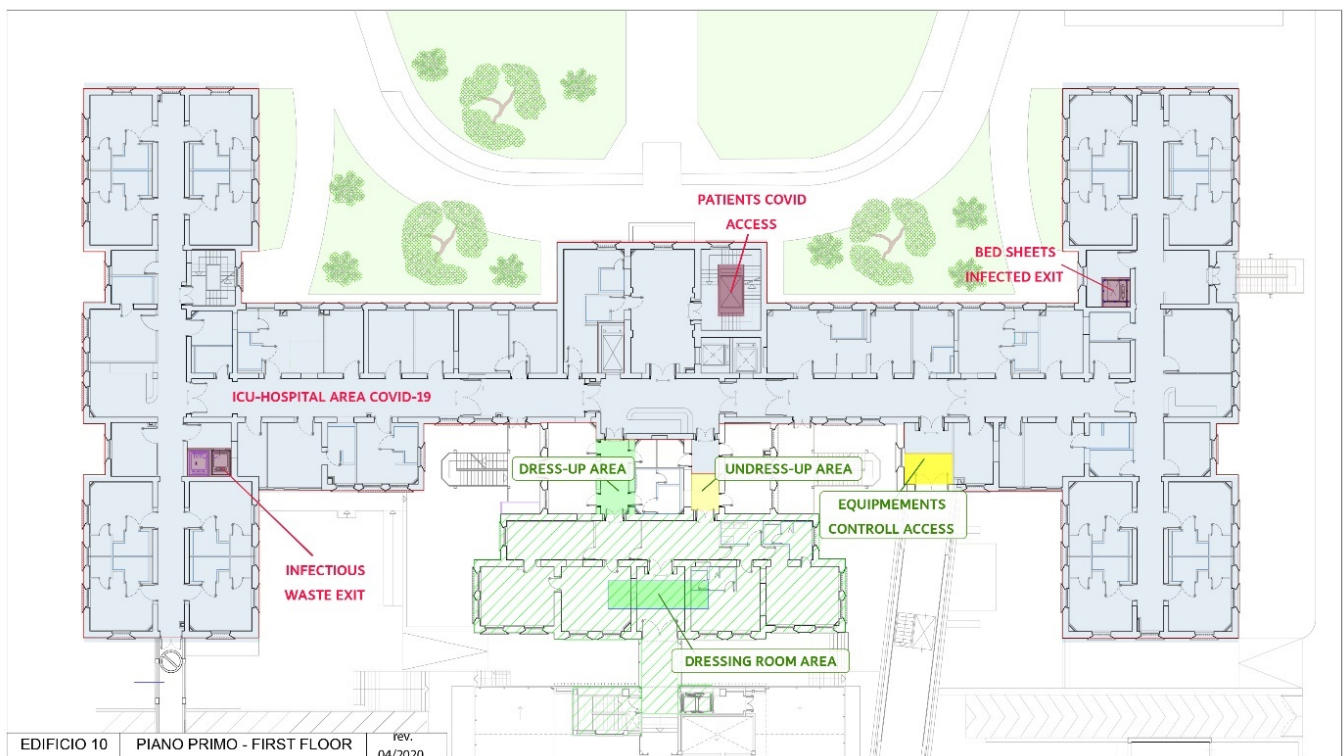 PATIENTS COVID
ACCESS
BED SHEETS
INFECTED EXIT
ICU-HOSPITAL AREA COVID-19
DRESS-UP AREA
UNDRESS-UP AREA
EQUIPMEMENTS
CONTROLL ACCESS
INFECTIOUS
WASTE EXIT
DRESSING ROOM AREA
EDIFICIO 10
PIANO PRIMO - FIRST FLOOR
rev.
04/2020